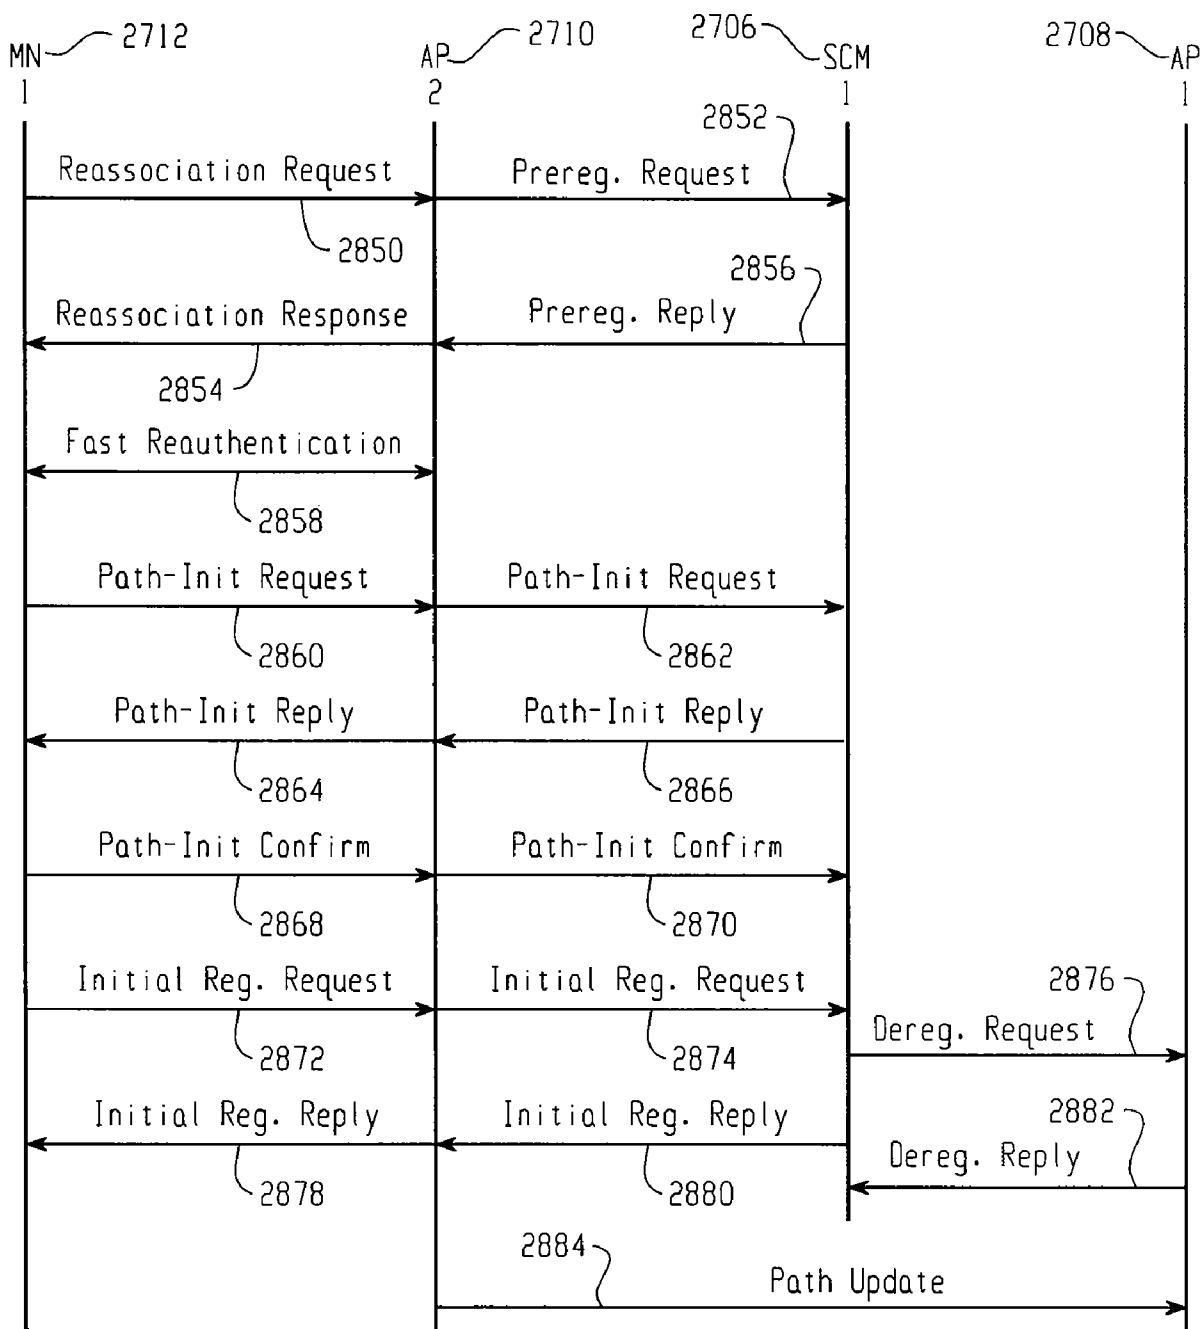 2712 2710 2706 2708
MN AP SCM AP
1 2 1 1
2852
Reassociation Request Prereg. Request
2850
2856
Reassociation Response Prereg. Reply
2854
Fast Reauthentication
2858
Path-Init Request Path-Init Request
2860 2862
Path-Init Reply Path-Init Reply
2864 2866
Path-Init Confirm Path-Init Confirm
2868 2870
Initial Reg. Request Initial Reg. Request 2876
Dereg. Request
2872 2874
Initial Reg. Reply Initial Reg. Reply 2882
Dereg. Reply
2878 2880
2884
Path Update